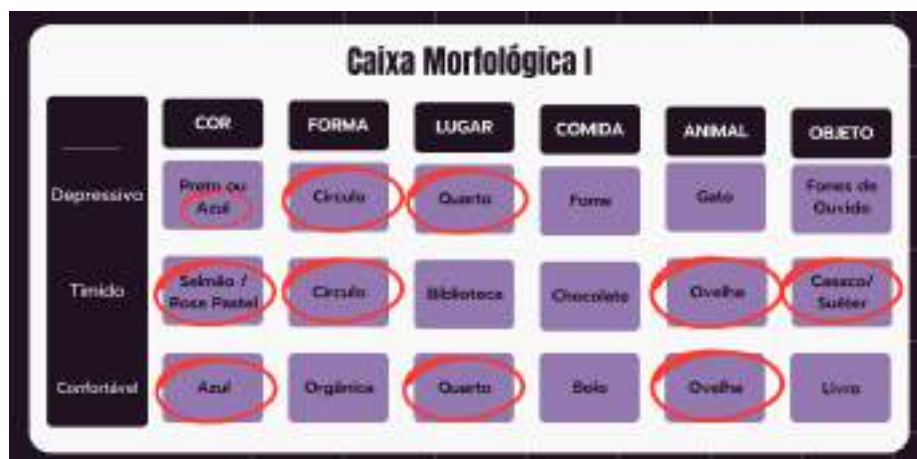 Caixa Morfológica I
COR FORMA LUGAR COMIDA ANIMAL OBJETO
Depressivo Preto ou Azul Círculo Quarto Fome Gato Fones de Ouvido
Tímido Salmão / Rose Pastel Círculo Biblioteca Chocolate Ovelha Casaco/ Suéter
Confortável Azul Orgânica Quarto Bolo Ovelha Livro